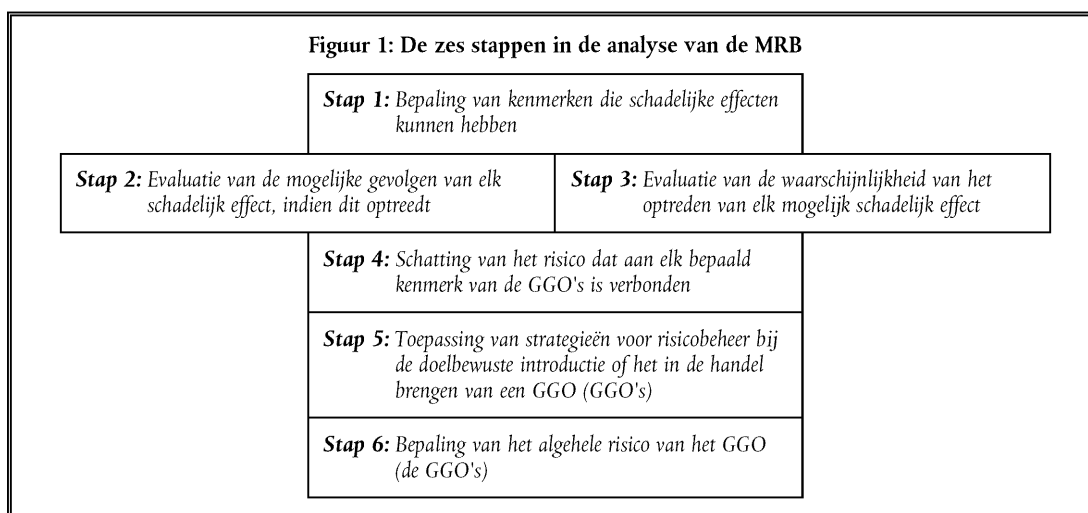 Figuur 1: De zes stappen in de analyse van de MRB
Stap 1: Bepaling van kenmerken die schadelijke effecten
kunnen hebben
Stap 2: Evaluatie van de mogelijke gevolgen van elk
schadelijk effect, indien dit optreedt
Stap 3: Evaluatie van de waarschijnlijkheid van het
optreden van elk mogelijk schadelijk effect
Stap 4: Schatting van het risico dat aan elk bepaald
kenmerk van de GGO's is verbonden
Stap 5: Toepassing van strategieën voor risicobeheer bij
de doelbewuste introductie of het in de handel
brengen van een GGO (GGO's)
Stap 6: Bepaling van het algehele risico van het GGO
(de GGO's)